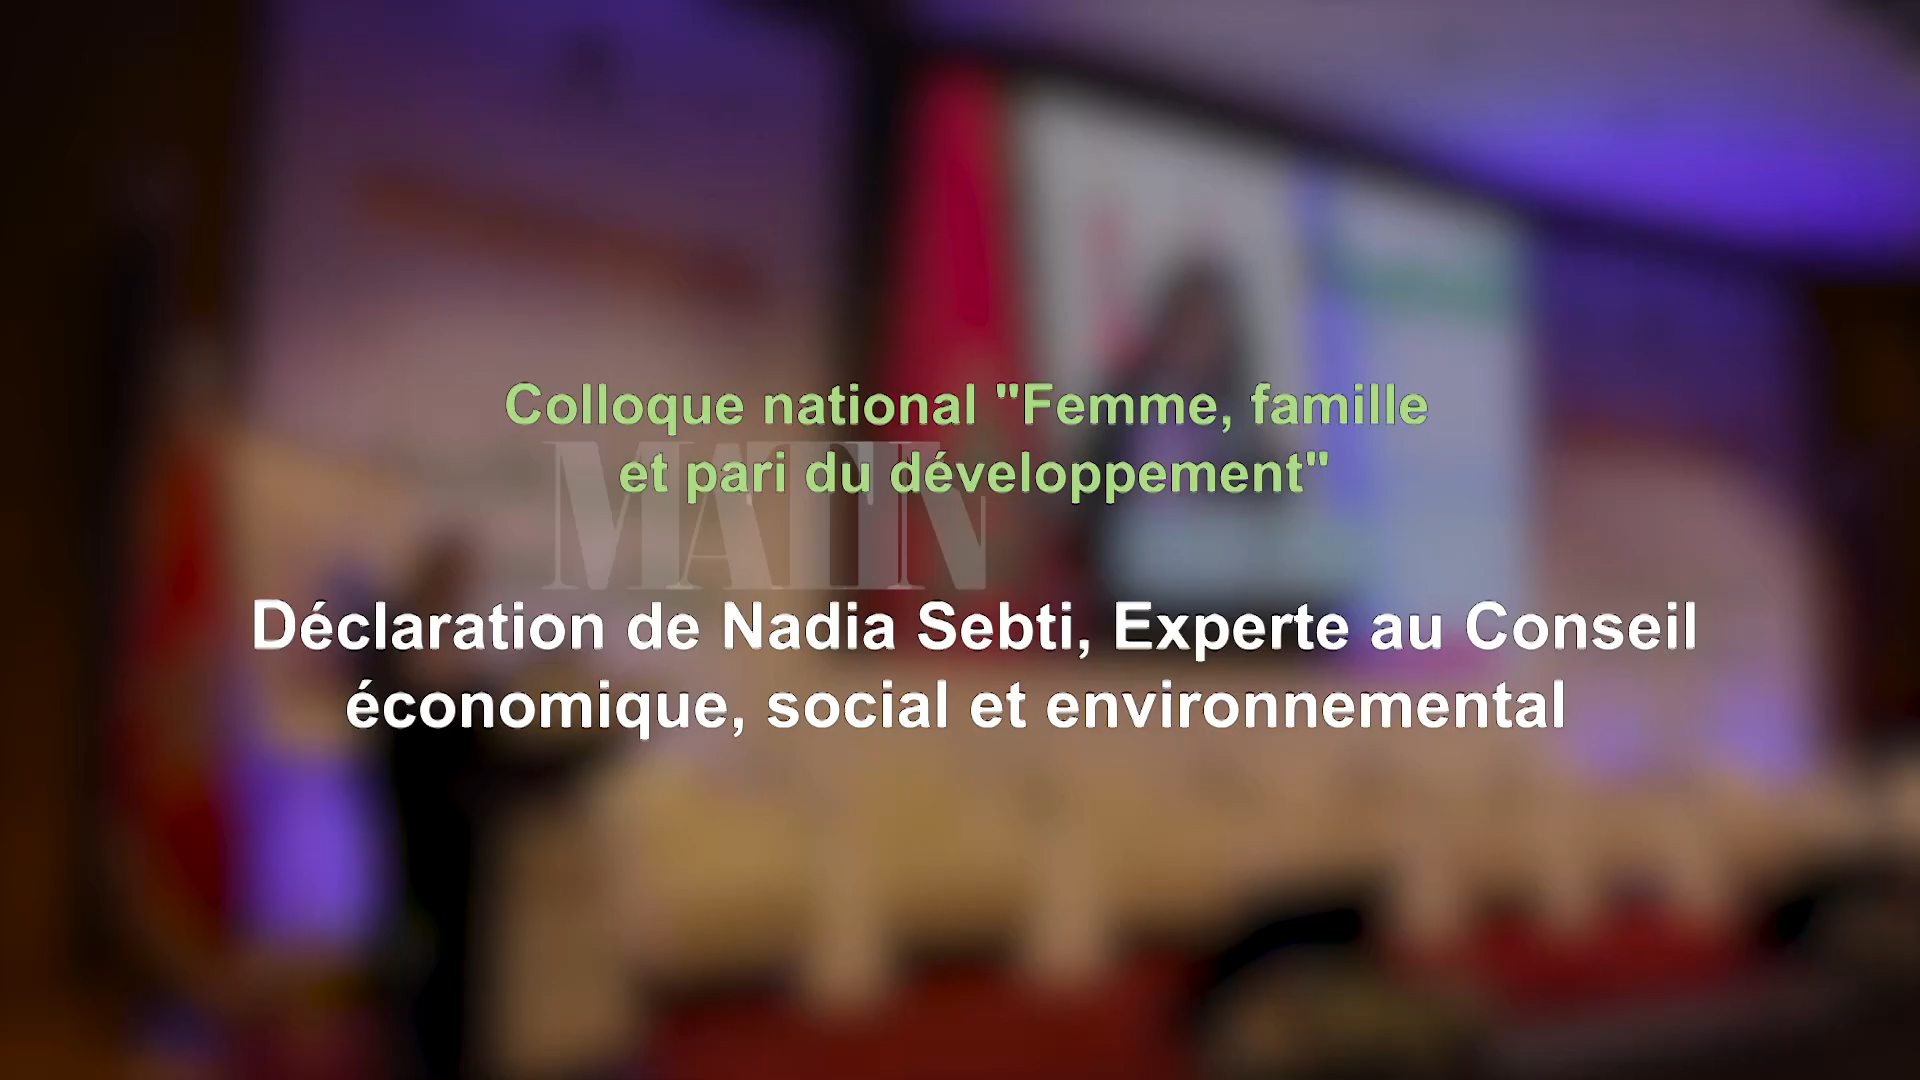 Colloque national "Femme, famille
et pari du développement"
MATIN
Déclaration de Nadia Sebti, Experte au Conseil
économique, social et environnemental